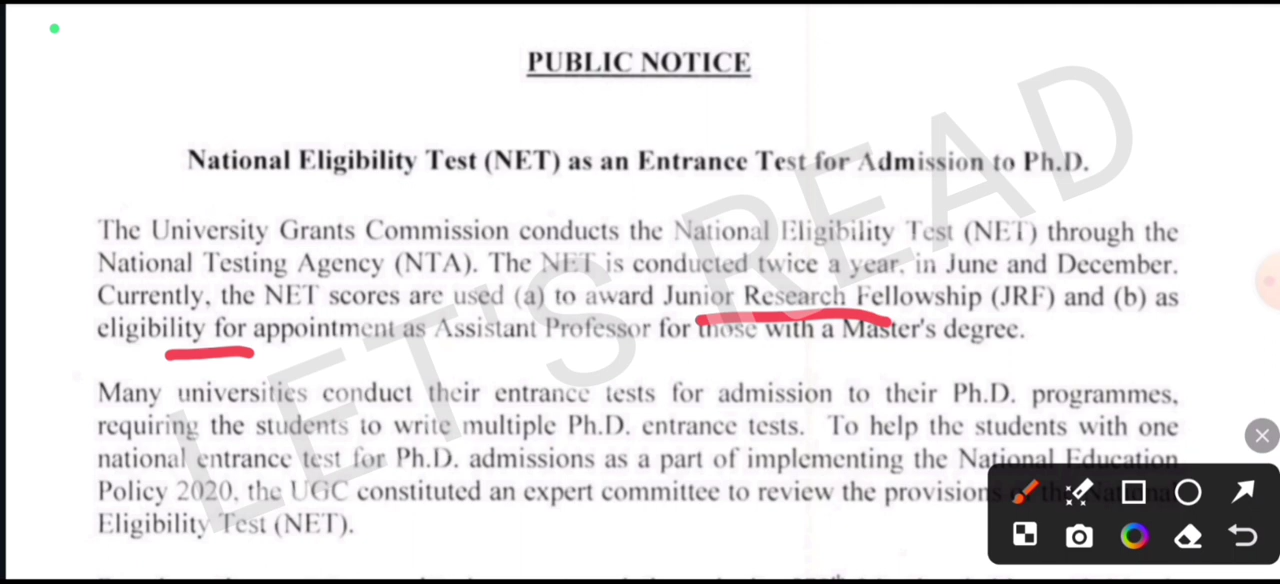 PUBLIC NOTICE
National Eligibility Test (NET) as an Entrance Test for Admission to Ph.D.
The University Grants Commission conducts the National Eligibility Test (NET) through the
National Testing Agency (NTA). The NET is conducted twice a year, in June and December.
Currently, the NET scores are used (a) to award Junior Research Fellowship (JRF) and (b) as
eligibility for appointment as Assistant Professor for those with a Master's degree.
Many universities conduct their entrance tests for admission to their Ph.D. programmes,
requiring the students to write multiple Ph.D. entrance tests. To help the students with one
national entrance test for Ph.D. admissions as a part of implementing the National Education
Policy 2020, the UGC constituted an expert committee to review the provisions of the National
Eligibility Test (NET).
LET'S READ